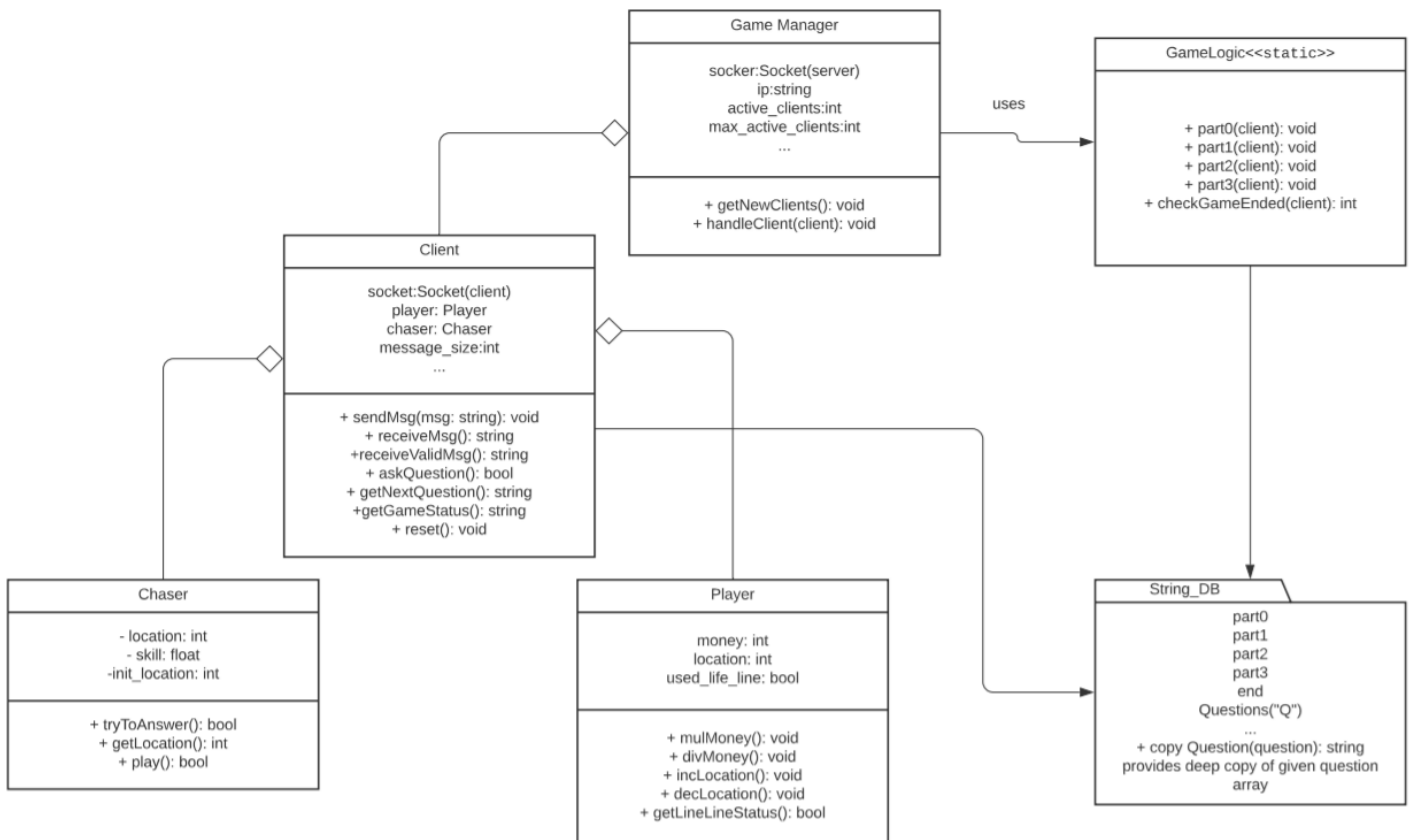 Game Manager
socker:Socket(server)
ip:string
active_clients:int
max_active_clients:int
...
+ getNewClients(): void
+ handleClient(client): void
uses
GameLogic<<static>>
+ part0(client): void
+ part1(client): void
+ part2(client): void
+ part3(client): void
+ checkGameEnded(client): int
Client
socket:Socket(client)
player: Player
chaser: Chaser
message_size:int
...
+ sendMsg(msg: string): void
+ receiveMsg(): string
+receiveValidMsg(): string
+ askQuestion(): bool
+ getNextQuestion(): string
+getGameStatus(): string
+ reset(): void
Chaser
- location: int
- skill: float
-init_location: int
+ tryToAnswer(): bool
+ getLocation(): int
+ play(): bool
Player
money: int
location: int
used_life_line: bool
+ mulMoney(): void
+ divMoney(): void
+ incLocation(): void
+ decLocation(): void
+ getLineLineStatus(): bool
String_DB
part0
part1
part2
part3
end
Questions("Q")
...
+ copy Question(question): string
provides deep copy of given question
array